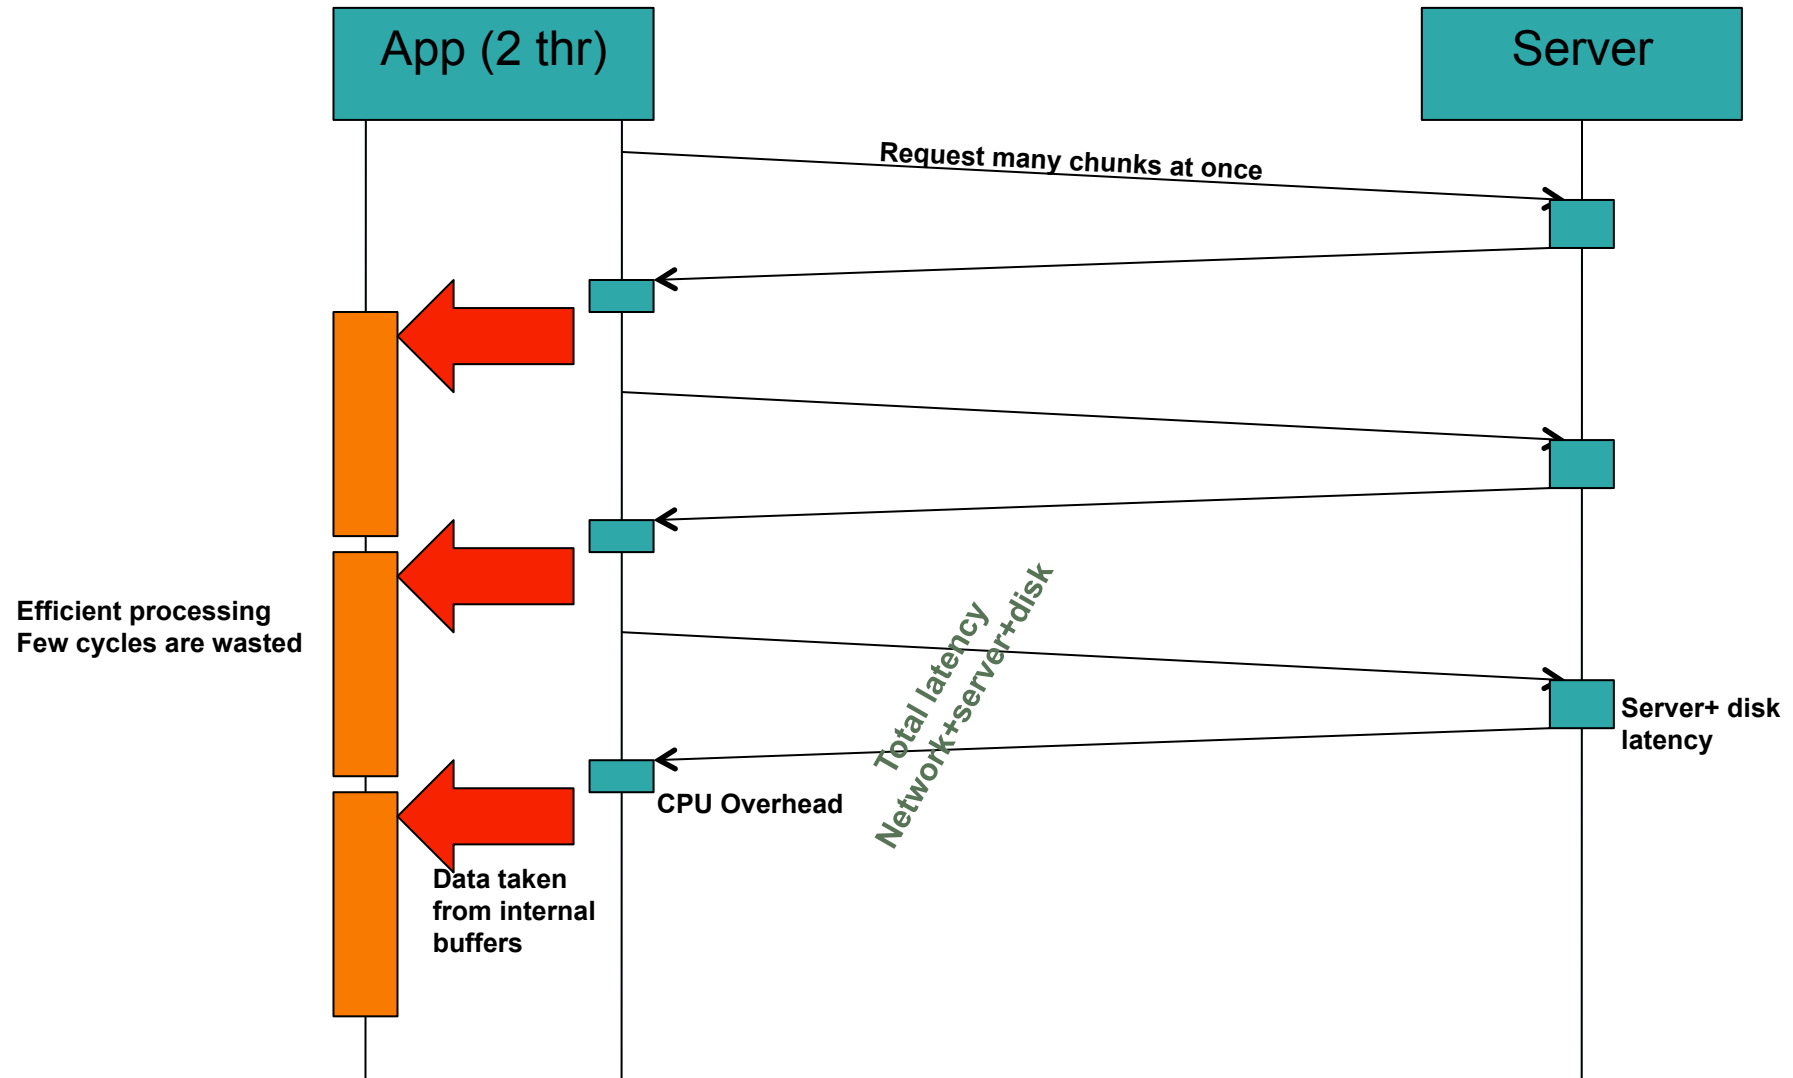 App (2 thr)
Server
Request many chunks at once
Efficient processing
Few cycles are wasted
Total latency
Network+server+disk
Server+ disk
latency
CPU Overhead
Data taken
from internal
buffers